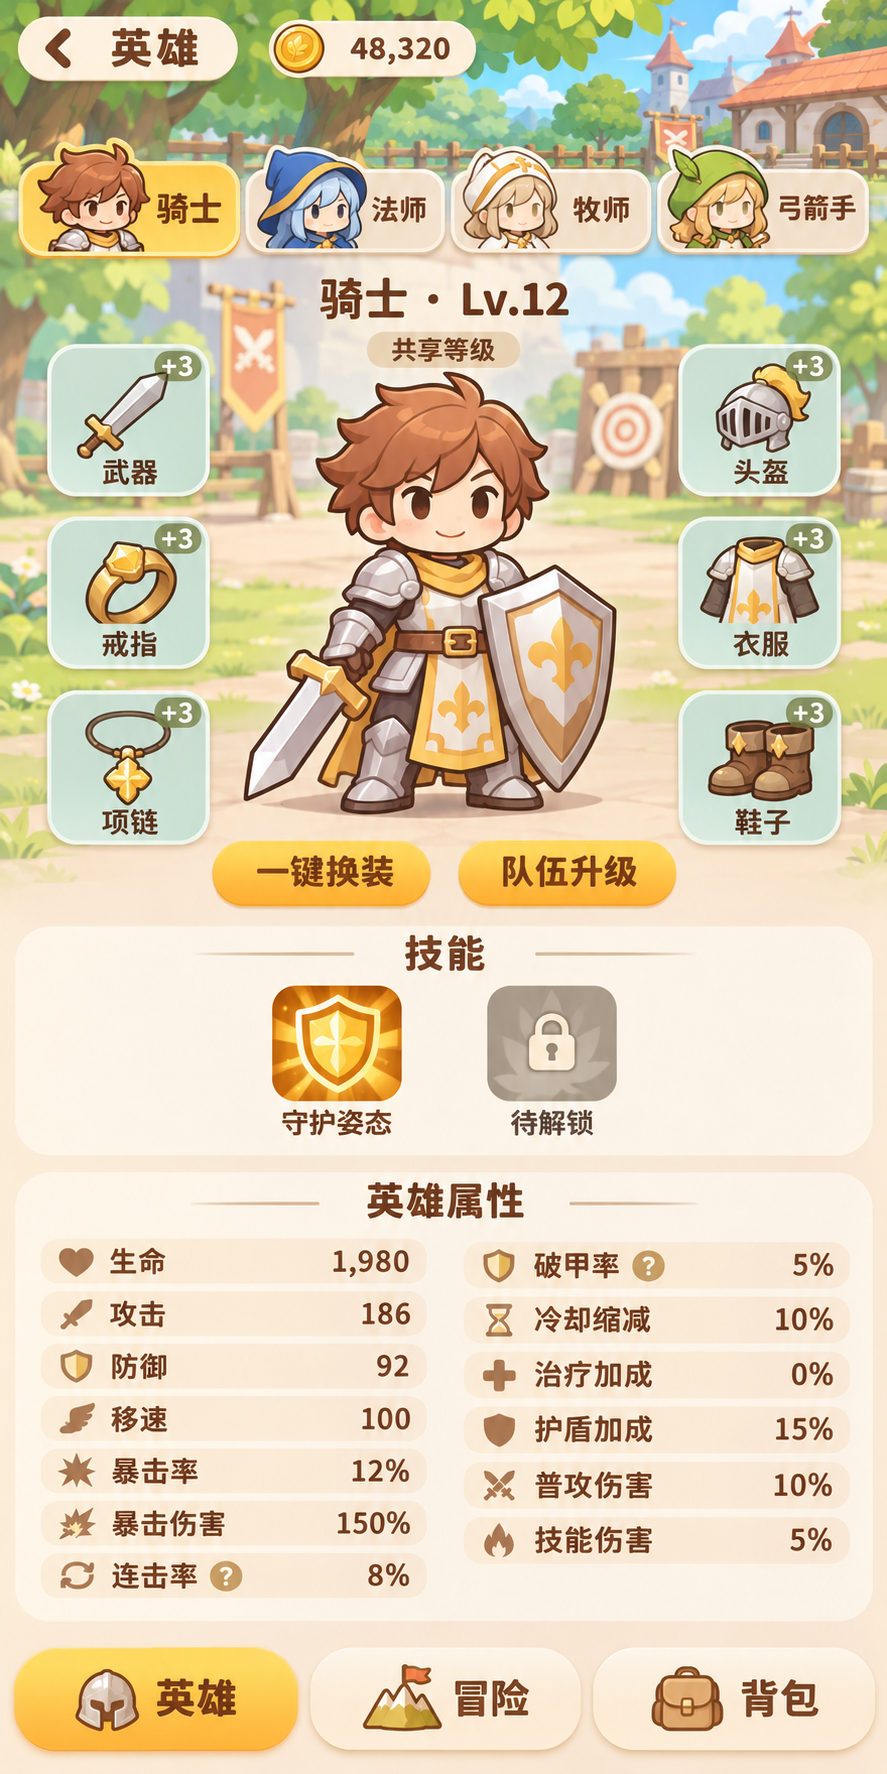 英雄
48,320
骑士
法师
牧师
弓箭手
骑士 · Lv.12
共享等级
+3
武器
+3
头盔
+3
戒指
+3
衣服
+3
项链
+3
鞋子
一键换装
队伍升级
技能
守护姿态
待解锁
英雄属性
生命 1,980
攻击 186
防御 92
移速 100
暴击率 12%
暴击伤害 150%
连击率 ? 8%
破甲率 ? 5%
冷却缩减 10%
治疗加成 0%
护盾加成 15%
普攻伤害 10%
技能伤害 5%
英雄
冒险
背包